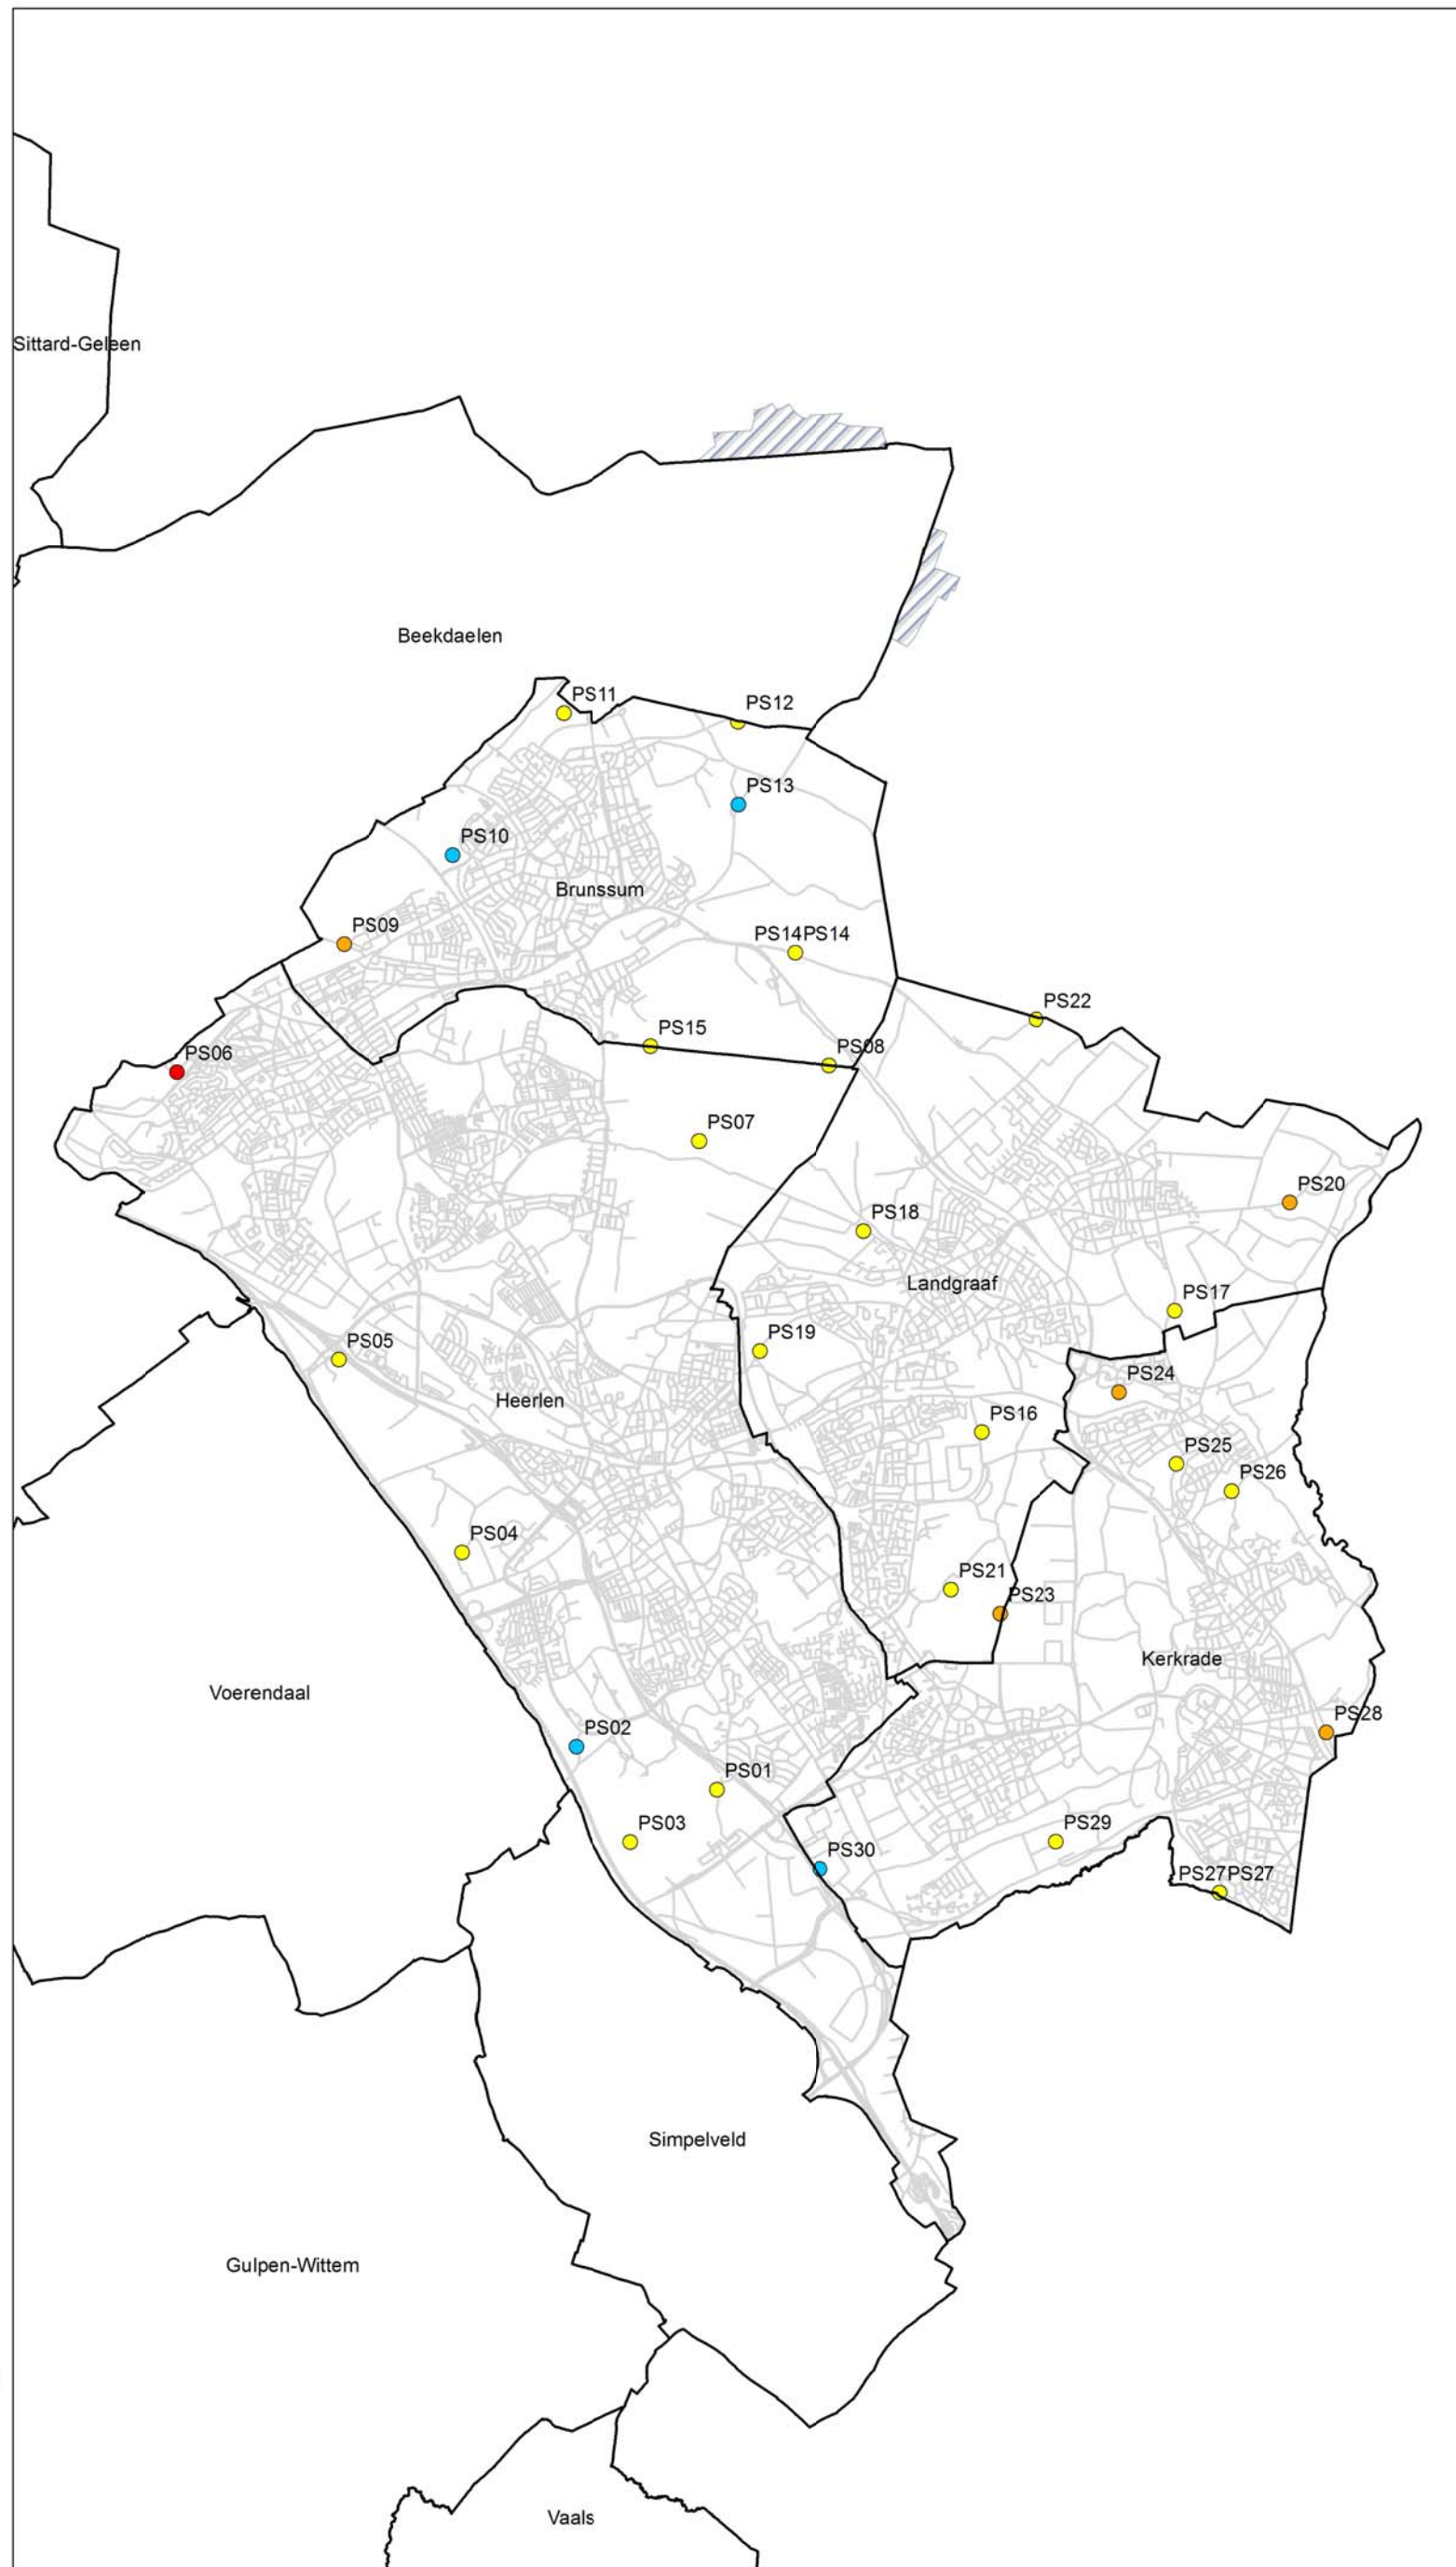 Sittard-Geleen
Beekdaelen
PS11
PS12
PS13
PS10
Brunssum
PS09
PS14PS14
PS22
PS15
PS08
PS06
PS07
PS20
PS18
Landgraaf
PS17
PS19
PS05
PS24
Heerlen
PS16
PS25
PS26
PS04
PS21
PS23
Kerkrade
Voerendaal
PS28
PS02
PS01
PS03
PS29
PS30
PS27PS27
Simpelveld
Gulpen-Wittem
Vaals